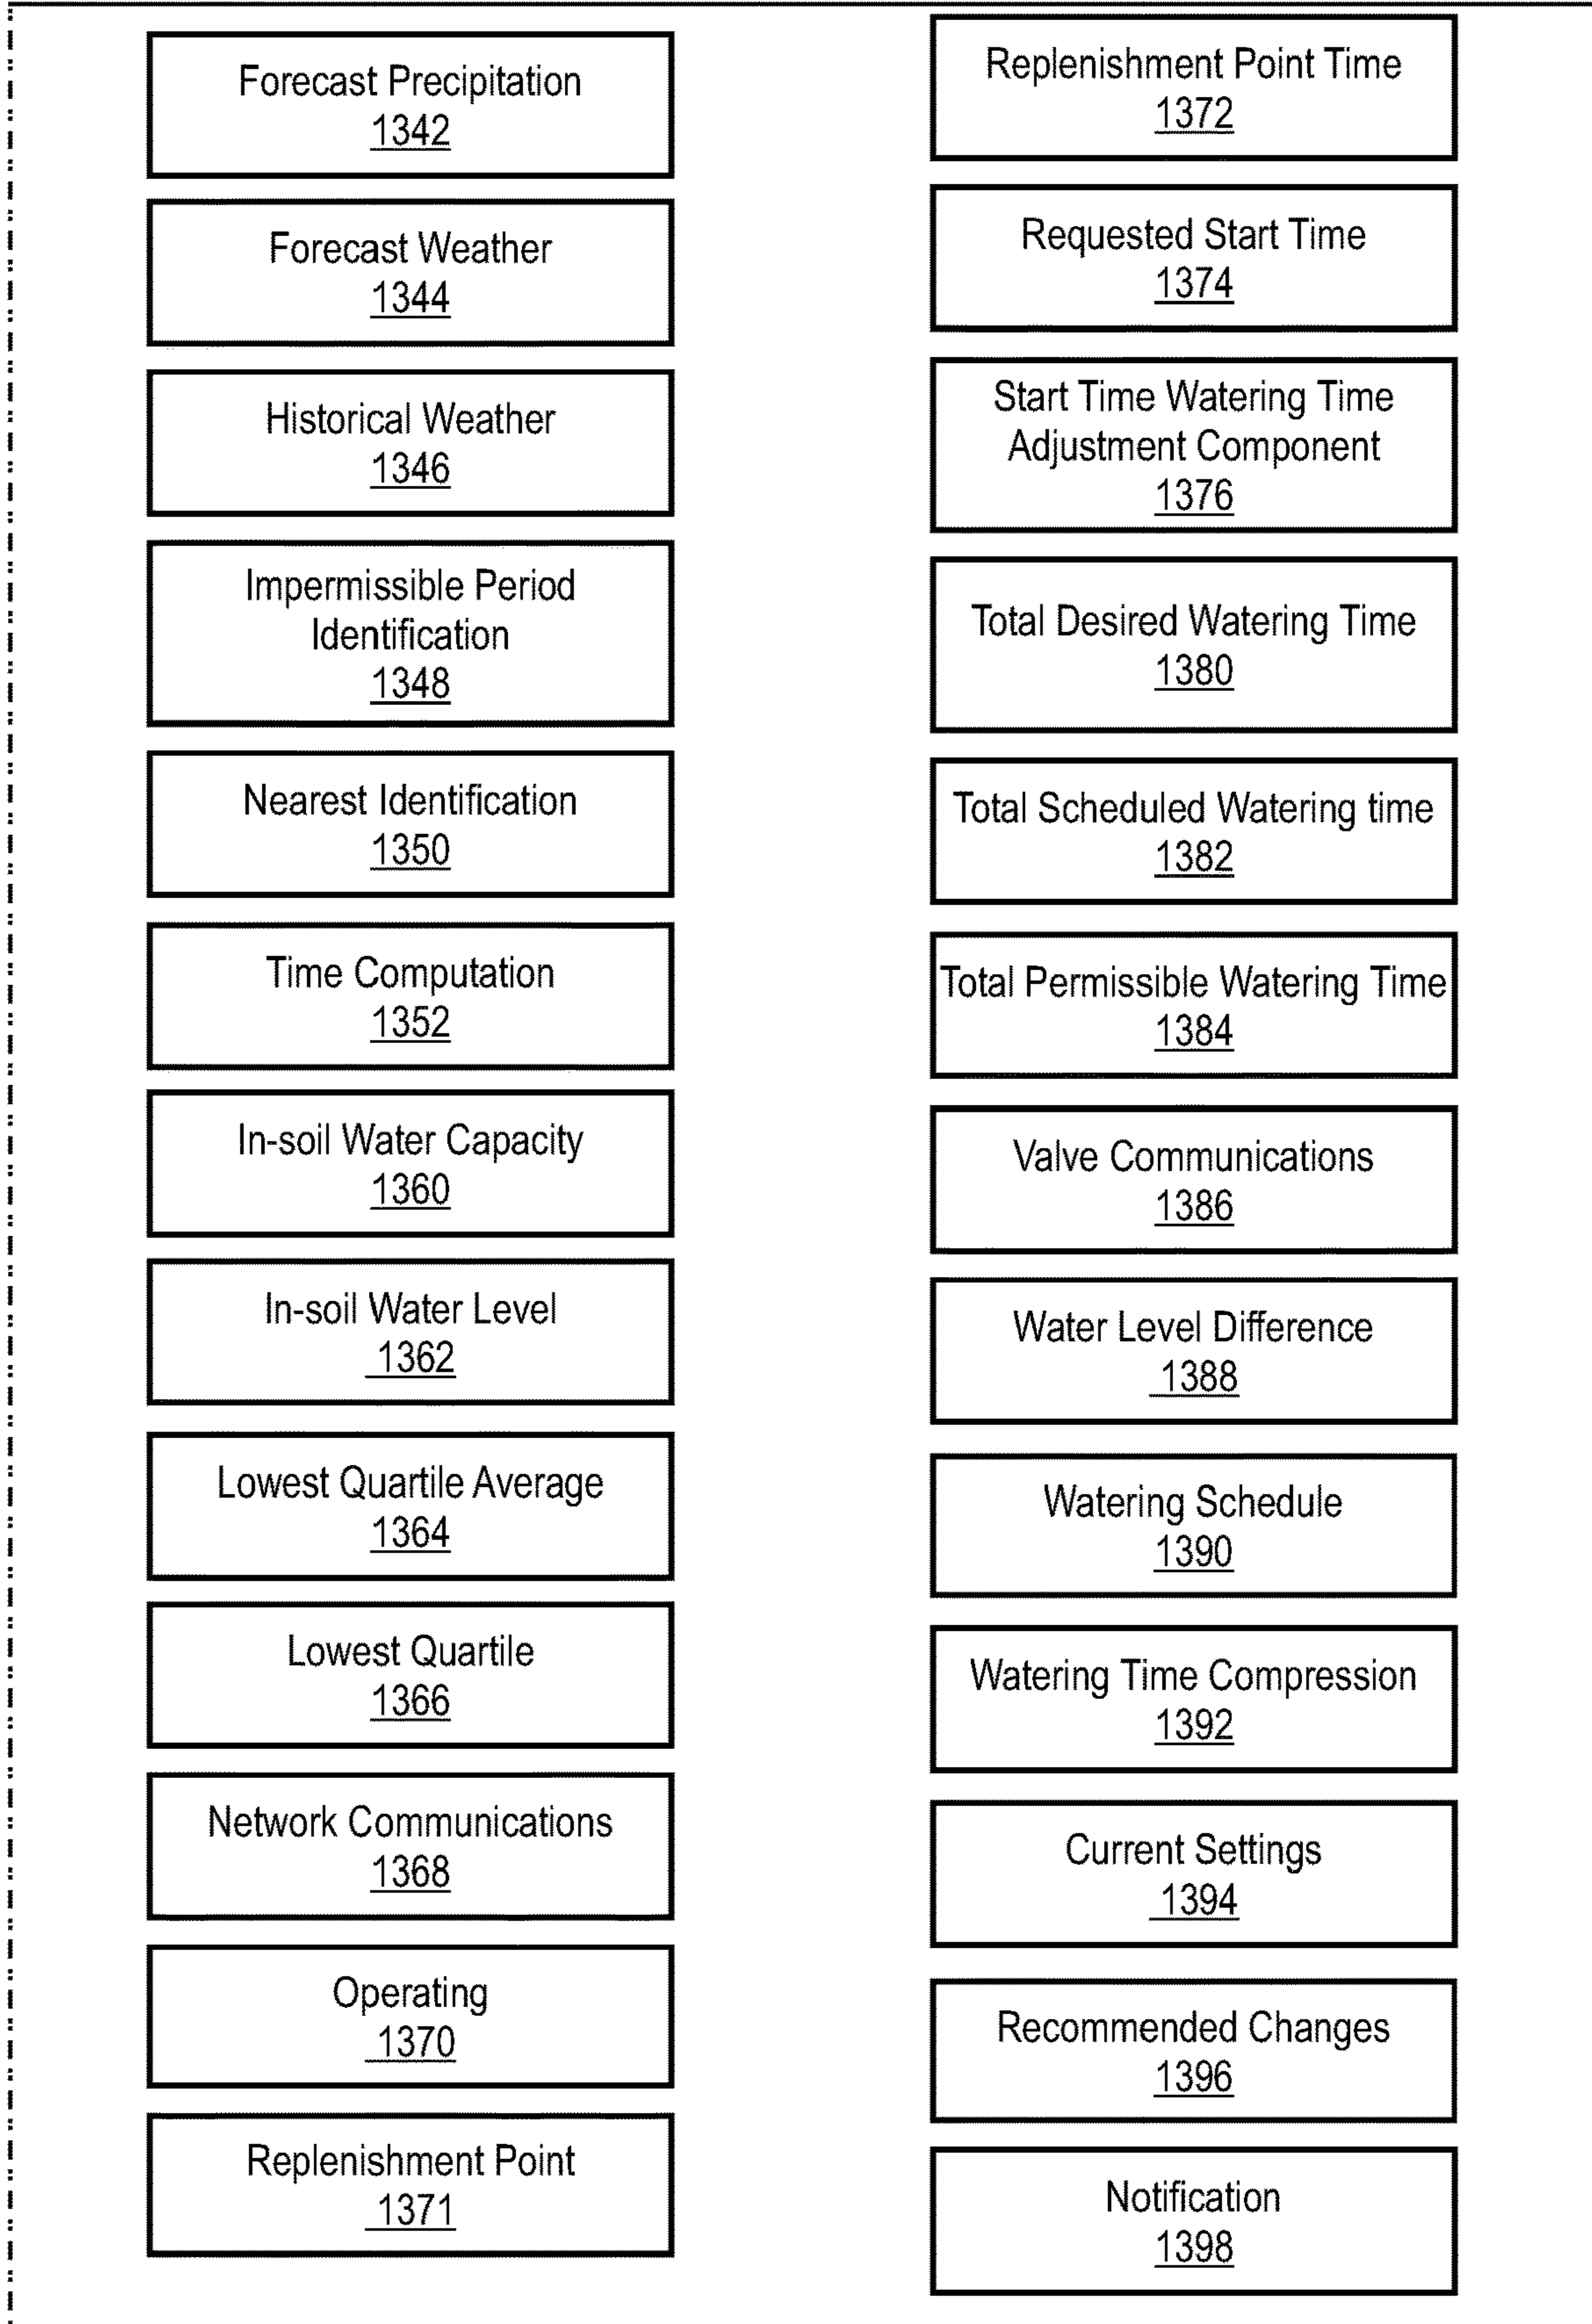 Forecast Precipitation
1342
Forecast Weather
1344
Historical Weather
1346
Impermissible Period
Identification
1348
Nearest Identification
1350
Time Computation
1352
In-soil Water Capacity
1360
In-soil Water Level
1362
Lowest Quartile Average
1364
Lowest Quartile
1366
Network Communications
1368
Operating
1370
Replenishment Point
1371
Replenishment Point Time
1372
Requested Start Time
1374
Start Time Watering Time
Adjustment Component
1376
Total Desired Watering Time
1380
Total Scheduled Watering time
1382
Total Permissible Watering Time
1384
Valve Communications
1386
Water Level Difference
1388
Watering Schedule
1390
Watering Time Compression
1392
Current Settings
1394
Recommended Changes
1396
Notification
1398